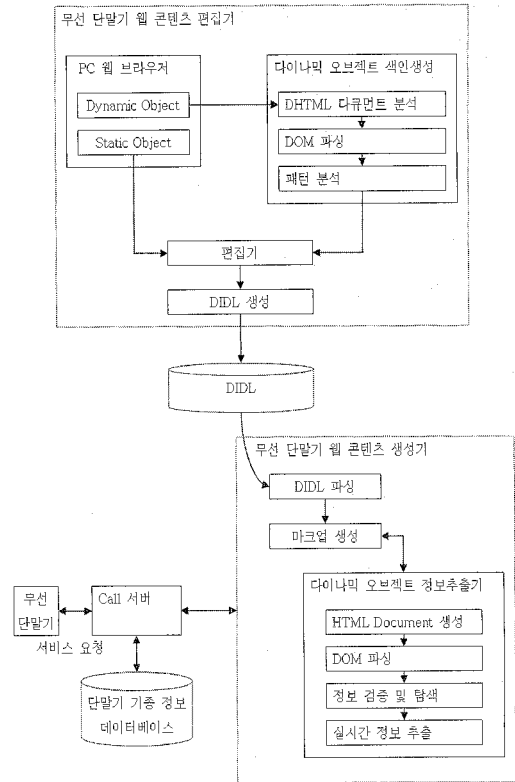 무선 단말기 웹 콘텐츠 편집기
PC 웹 브라우저
Dynamic Object
Static Object
다이나믹 오브젝트 색인생성
DHTML 다큐먼트 분석
DOM 파싱
패턴 분석
편집기
DIDL 생성
DIDL
무선 단말기 웹 콘텐츠 생성기
DIDL 파싱
마크업 생성
다이나믹 오브젝트 정보추출기
HTML Document 생성
DOM 파싱
정보 검증 및 탐색
실시간 정보 추출
무선
단말기
Call 서버
서비스 요청
단말기 기종 정보
데이터베이스